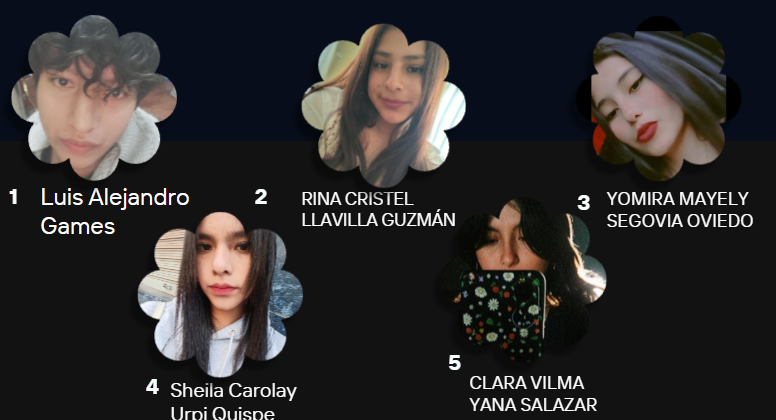 1 Luis Alejandro
Games
2 RINA CRISTEL
LLAVILLA GUZMÁN
3 YOMIRA MAYELY
SEGOVIA OVIEDO
4 Sheila Carolay
Urpi Quispe
5 CLARA VILMA
YANA SALAZAR